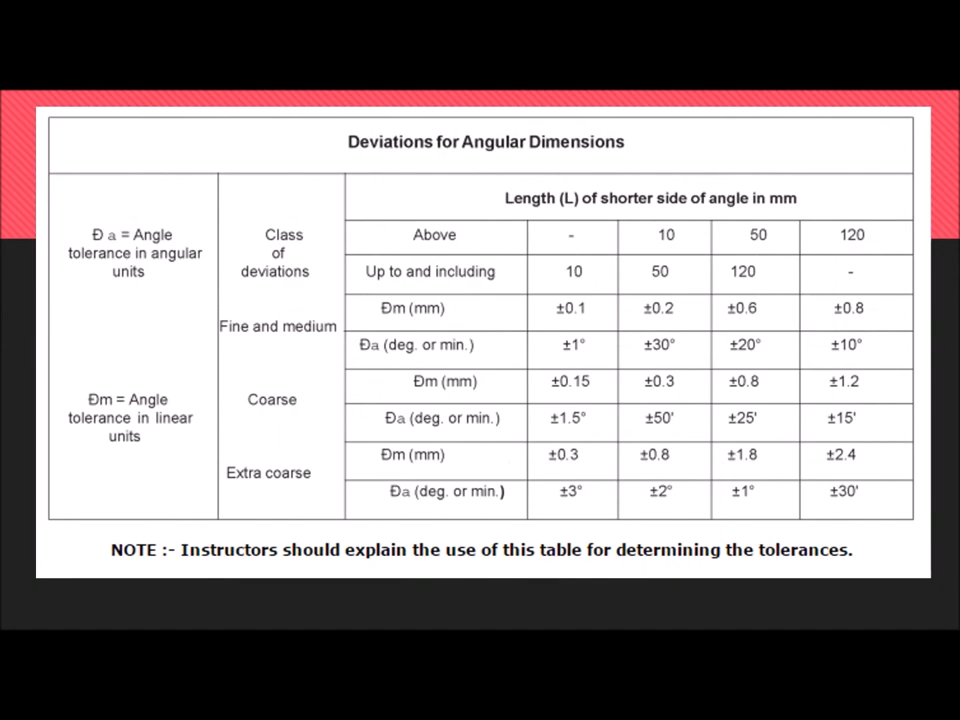 Deviations for Angular Dimensions
Length (L) of shorter side of angle in mm
Đ a = Angle
tolerance in angular
units
Class
of
deviations
Above - 10 50 120
Up to and including 10 50 120 -
Fine and medium
Đm (mm) ±0.1 ±0.2 ±0.6 ±0.8
Đa (deg. or min.) ±1° ±30° ±20° ±10°
Đm = Angle
tolerance in linear
units
Coarse
Đm (mm) ±0.15 ±0.3 ±0.8 ±1.2
Đa (deg. or min.) ±1.5° ±50' ±25' ±15'
Extra coarse
Đm (mm) ±0.3 ±0.8 ±1.8 ±2.4
Đa (deg. or min.) ±3° ±2° ±1° ±30'
NOTE :- Instructors should explain the use of this table for determining the tolerances.